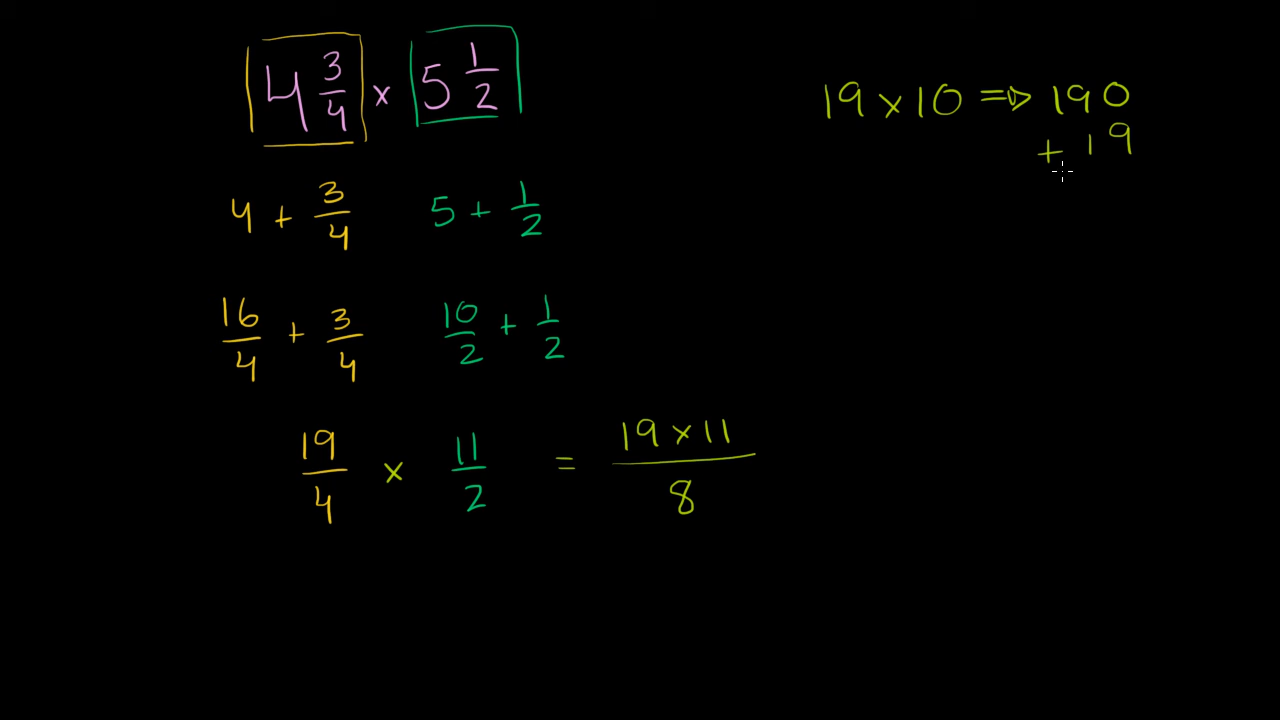 4 3/4 x 5 1/2
19 x 10 => 190
+ 19
4 + 3/4 5 + 1/2
16/4 + 3/4 10/2 + 1/2
19/4 x 11/2 = 19 x 11/8